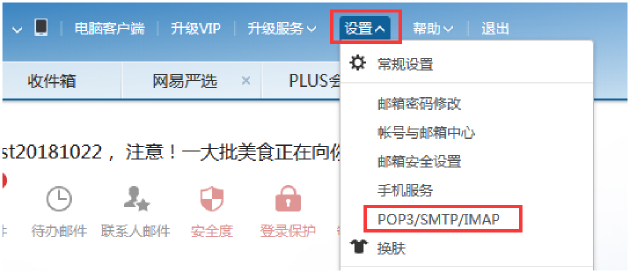 电脑客户端 升级VIP 升级服务 设置 帮助 退出
收件箱 网易严选 × PLUS会
常规设置
邮箱密码修改
帐号与邮箱中心
st20181022 ，注意！一大批美食正在向你
邮箱安全设置
手机服务
件 待办邮件 联系人邮件 安全度 登录保护
POP3/SMTP/IMAP
换肤